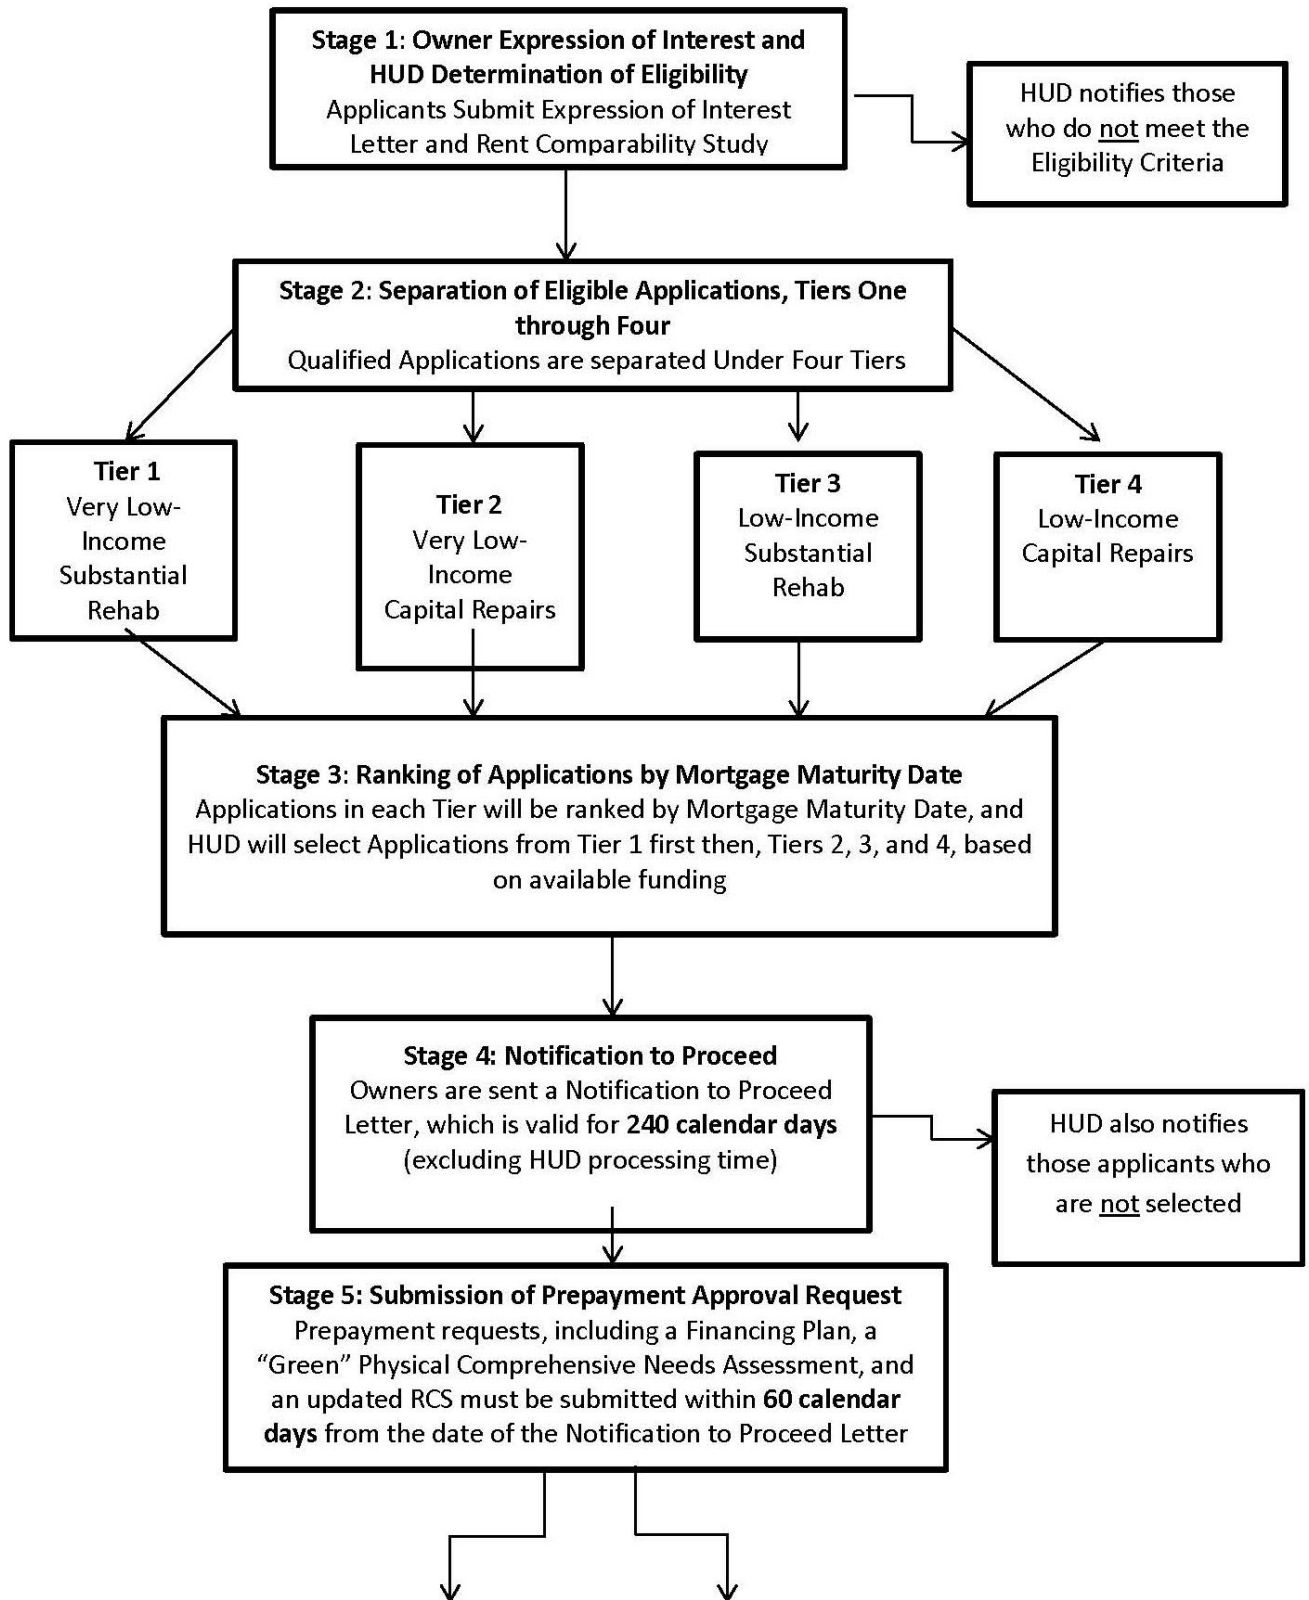 Stage 1: Owner Expression of Interest and
HUD Determination of Eligibility
Applicants Submit Expression of Interest
Letter and Rent Comparability Study
HUD notifies those
who do not meet the
Eligibility Criteria
Stage 2: Separation of Eligible Applications, Tiers One
through Four
Qualified Applications are separated Under Four Tiers
Tier 1
Very Low-
Income
Substantial
Rehab
Tier 2
Very Low-
Income
Capital Repairs
Tier 3
Low-Income
Substantial
Rehab
Tier 4
Low-Income
Capital Repairs
Stage 3: Ranking of Applications by Mortgage Maturity Date
Applications in each Tier will be ranked by Mortgage Maturity Date, and
HUD will select Applications from Tier 1 first then, Tiers 2, 3, and 4, based
on available funding
Stage 4: Notification to Proceed
Owners are sent a Notification to Proceed
Letter, which is valid for 240 calendar days
(excluding HUD processing time)
HUD also notifies
those applicants who
are not selected
Stage 5: Submission of Prepayment Approval Request
Prepayment requests, including a Financing Plan, a
“Green” Physical Comprehensive Needs Assessment, and
an updated RCS must be submitted within 60 calendar
days from the date of the Notification to Proceed Letter